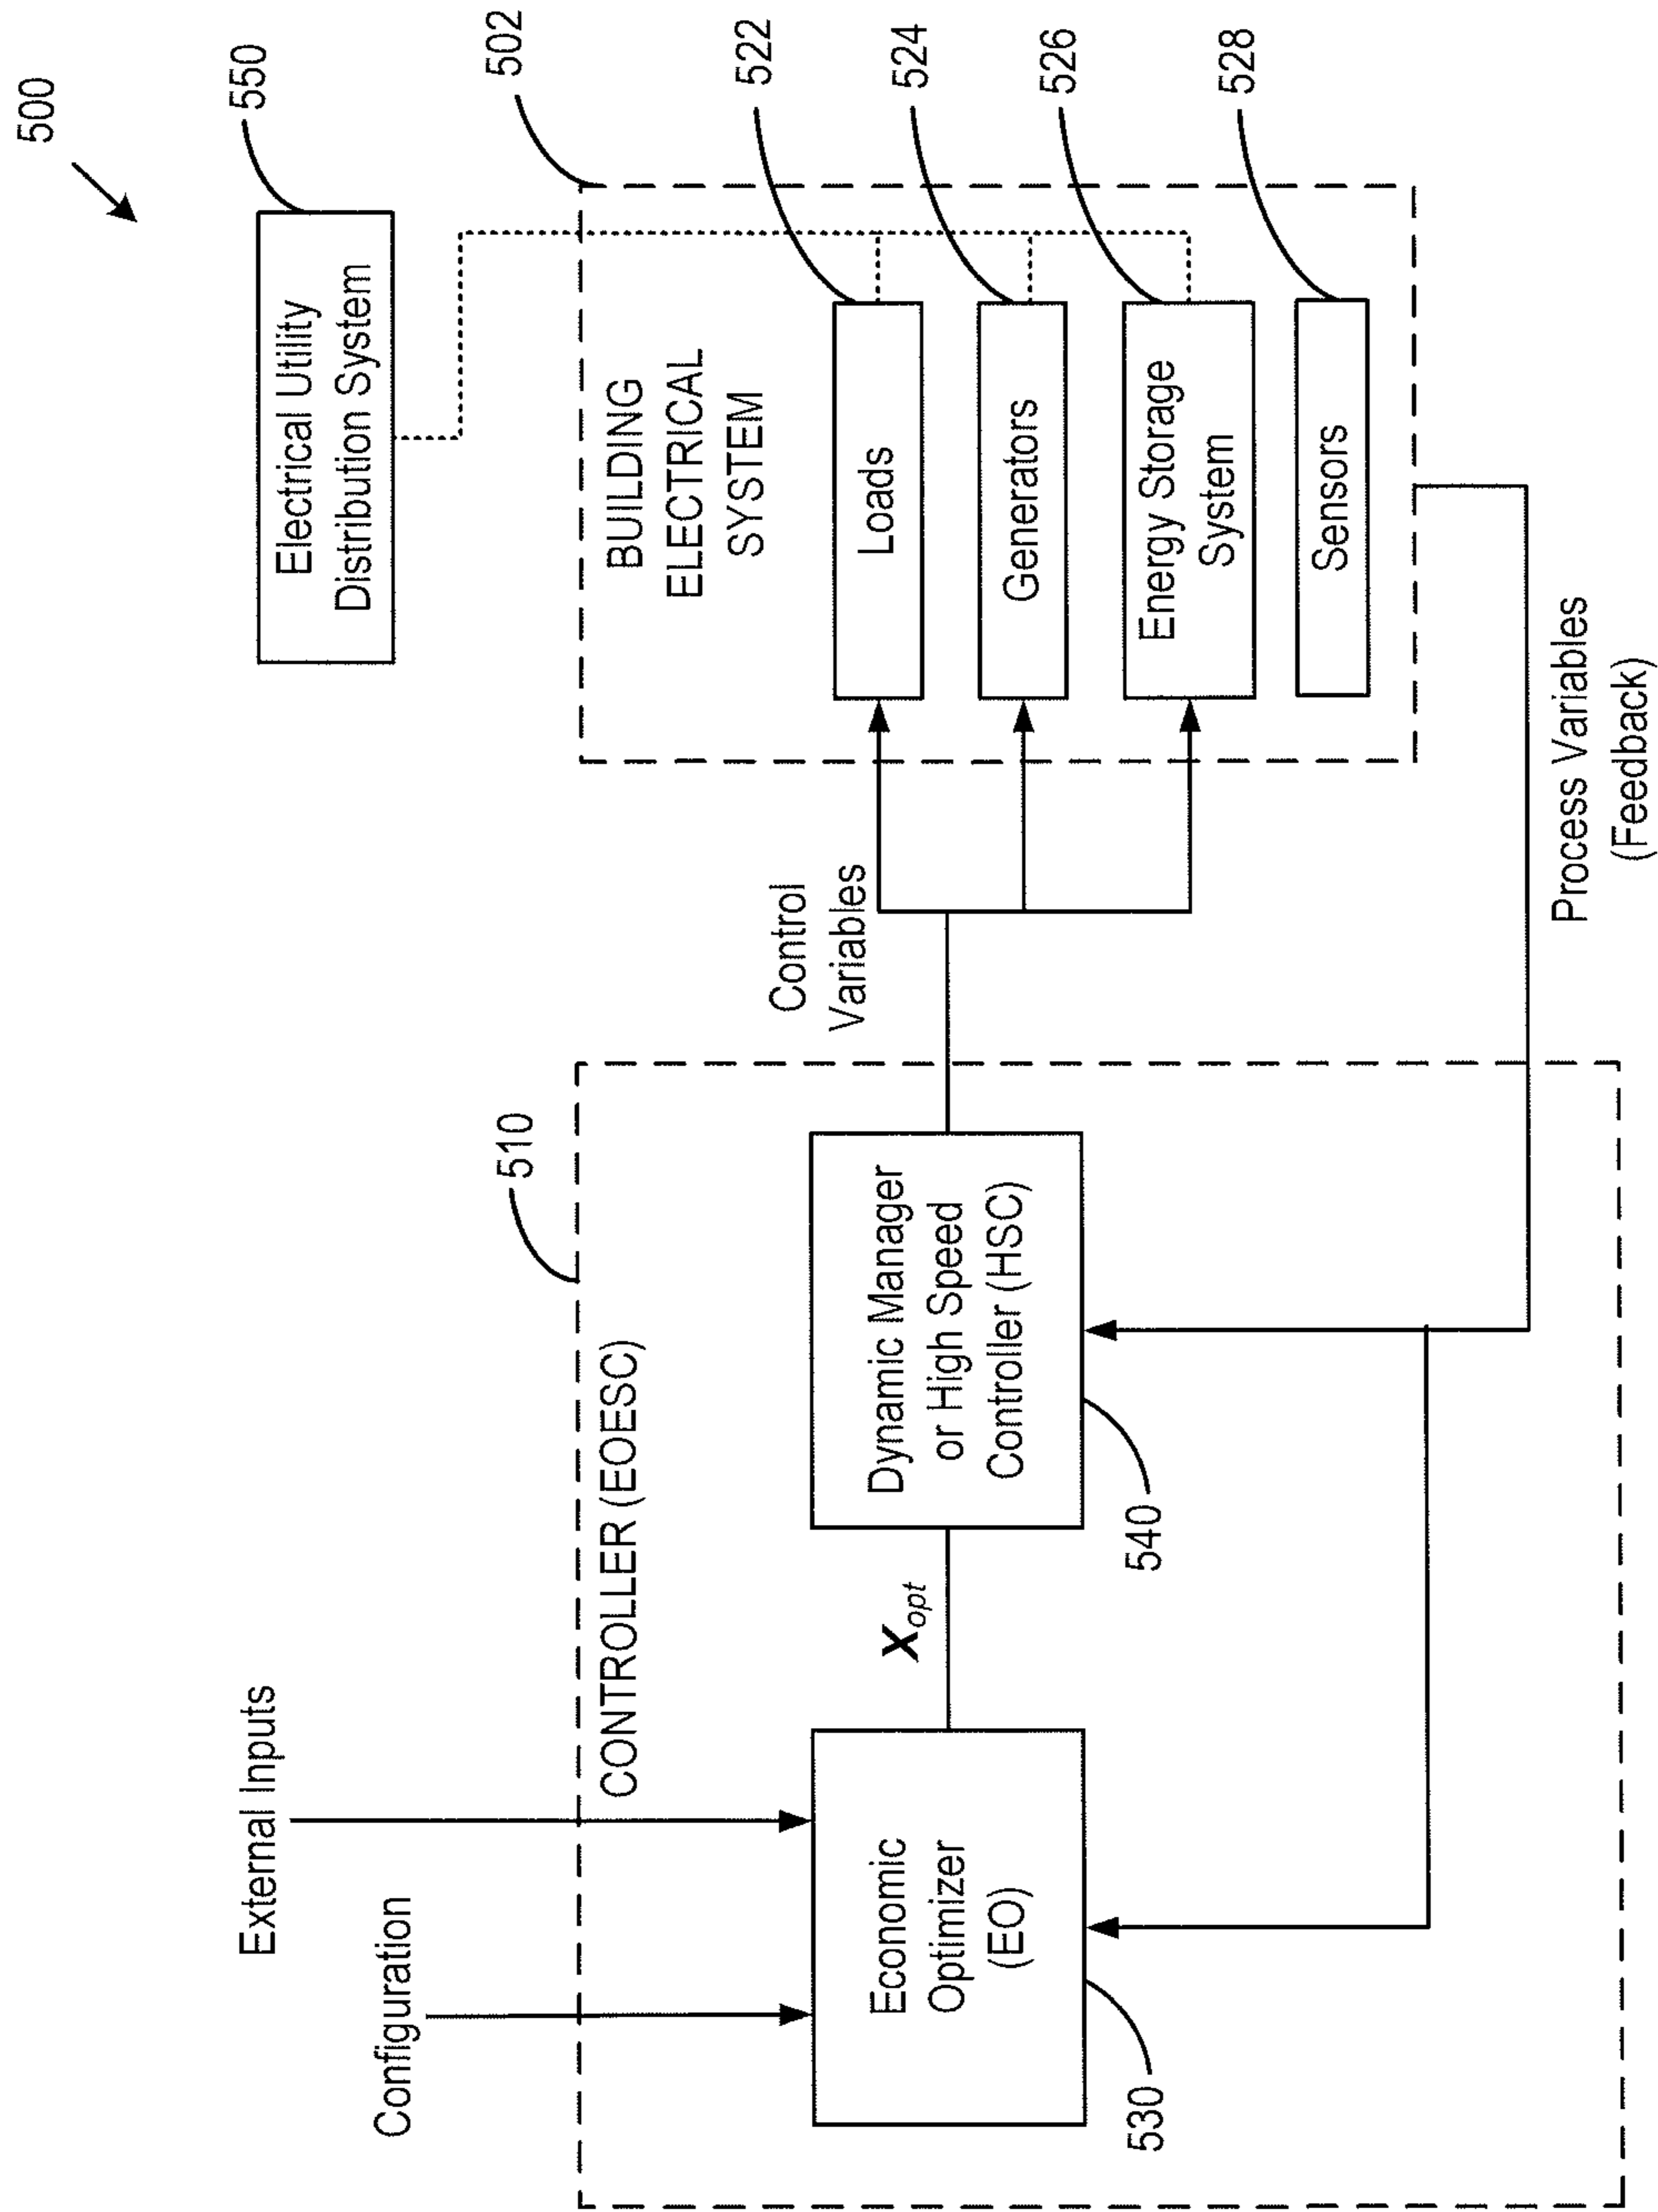 500
External Inputs
Configuration
CONTROLLER (EOESC)
510
Economic
Optimizer
(EO)
530
X opt
Dynamic Manager
or High Speed
Controller (HSC)
540
Control
Variables
Electrical Utility
Distribution System
550
502
BUILDING
ELECTRICAL
SYSTEM
Loads
522
Generators
524
Energy Storage
System
526
Sensors
528
Process Variables
(Feedback)